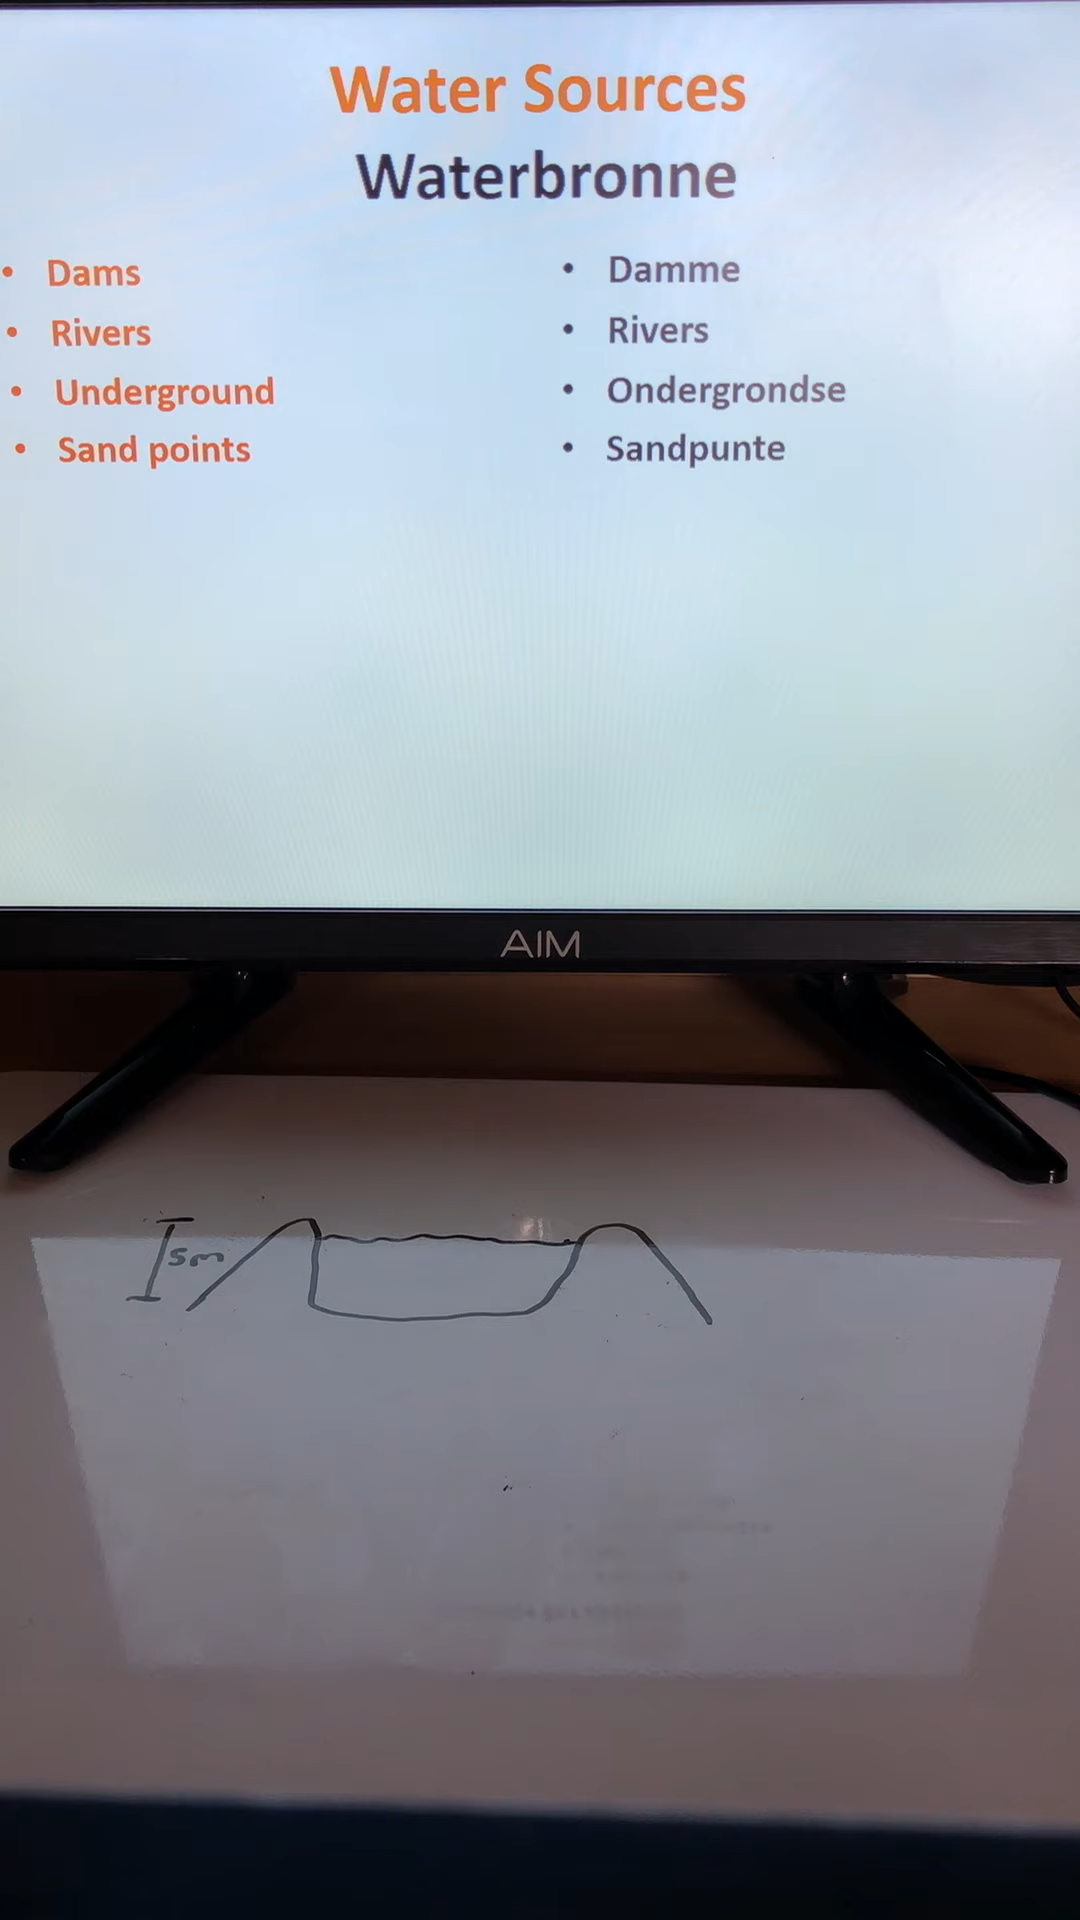 Water Sources
Waterbronne
• Dams
• Rivers
• Underground
• Sand points
• Damme
• Rivers
• Ondergrondse
• Sandpunte
AIM
5m